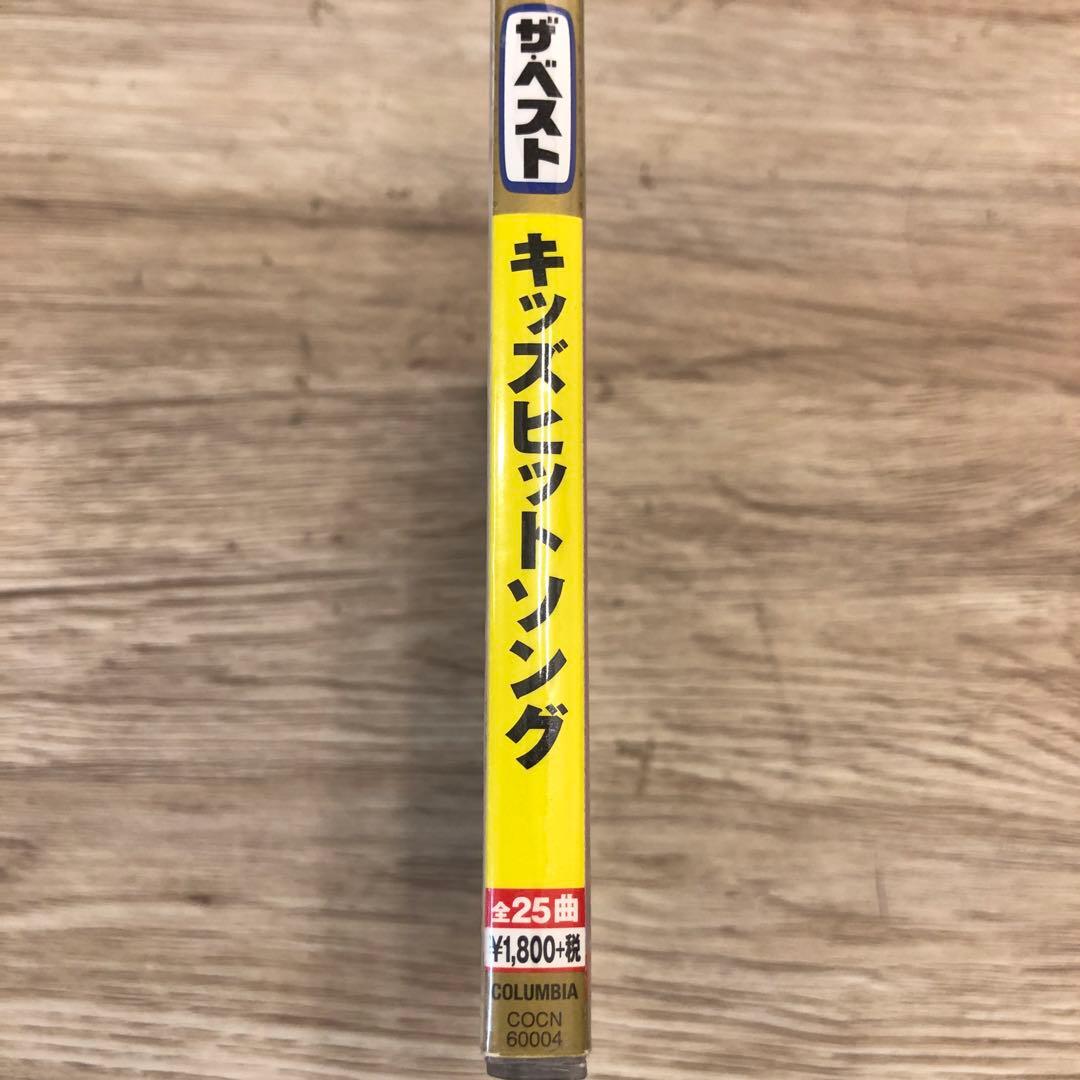 ザ・ベスト
キッズヒットソング
全25曲
¥1,800+税
COLUMBIA
COCN
60004